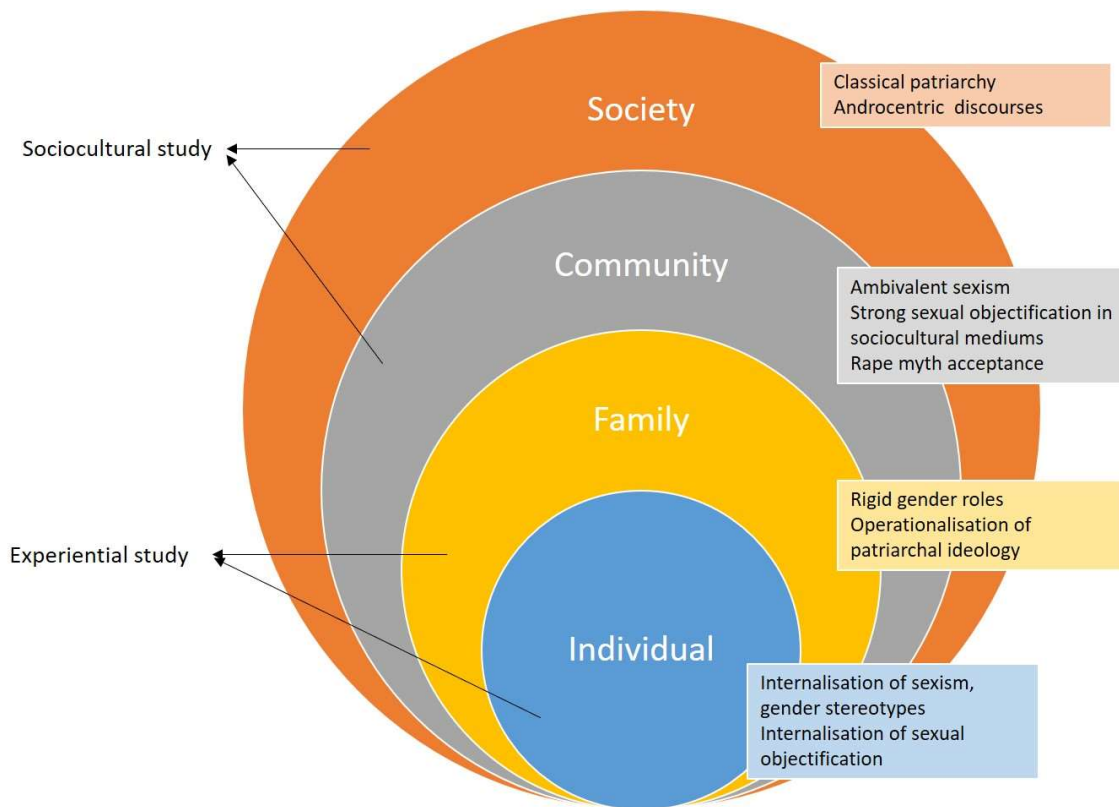 Society
Classical patriarchy
Androcentric discourses
Sociocultural study
Community
Ambivalent sexism
Strong sexual objectification in
sociocultural mediums
Rape myth acceptance
Family
Rigid gender roles
Operationalisation of
patriarchal ideology
Experiential study
Individual
Internalisation of sexism,
gender stereotypes
Internalisation of sexual
objectification